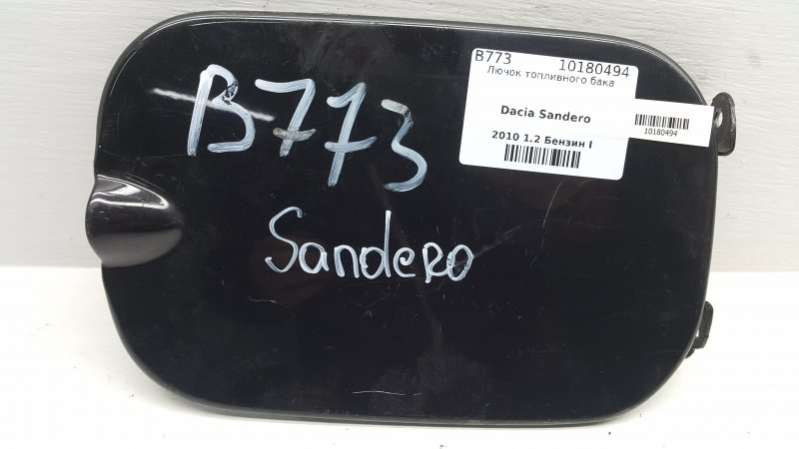 B773
Sandero
B773 10180494
Лючок топливного бака
Dacia Sandero
2010 1.2 Бензин I
10180494